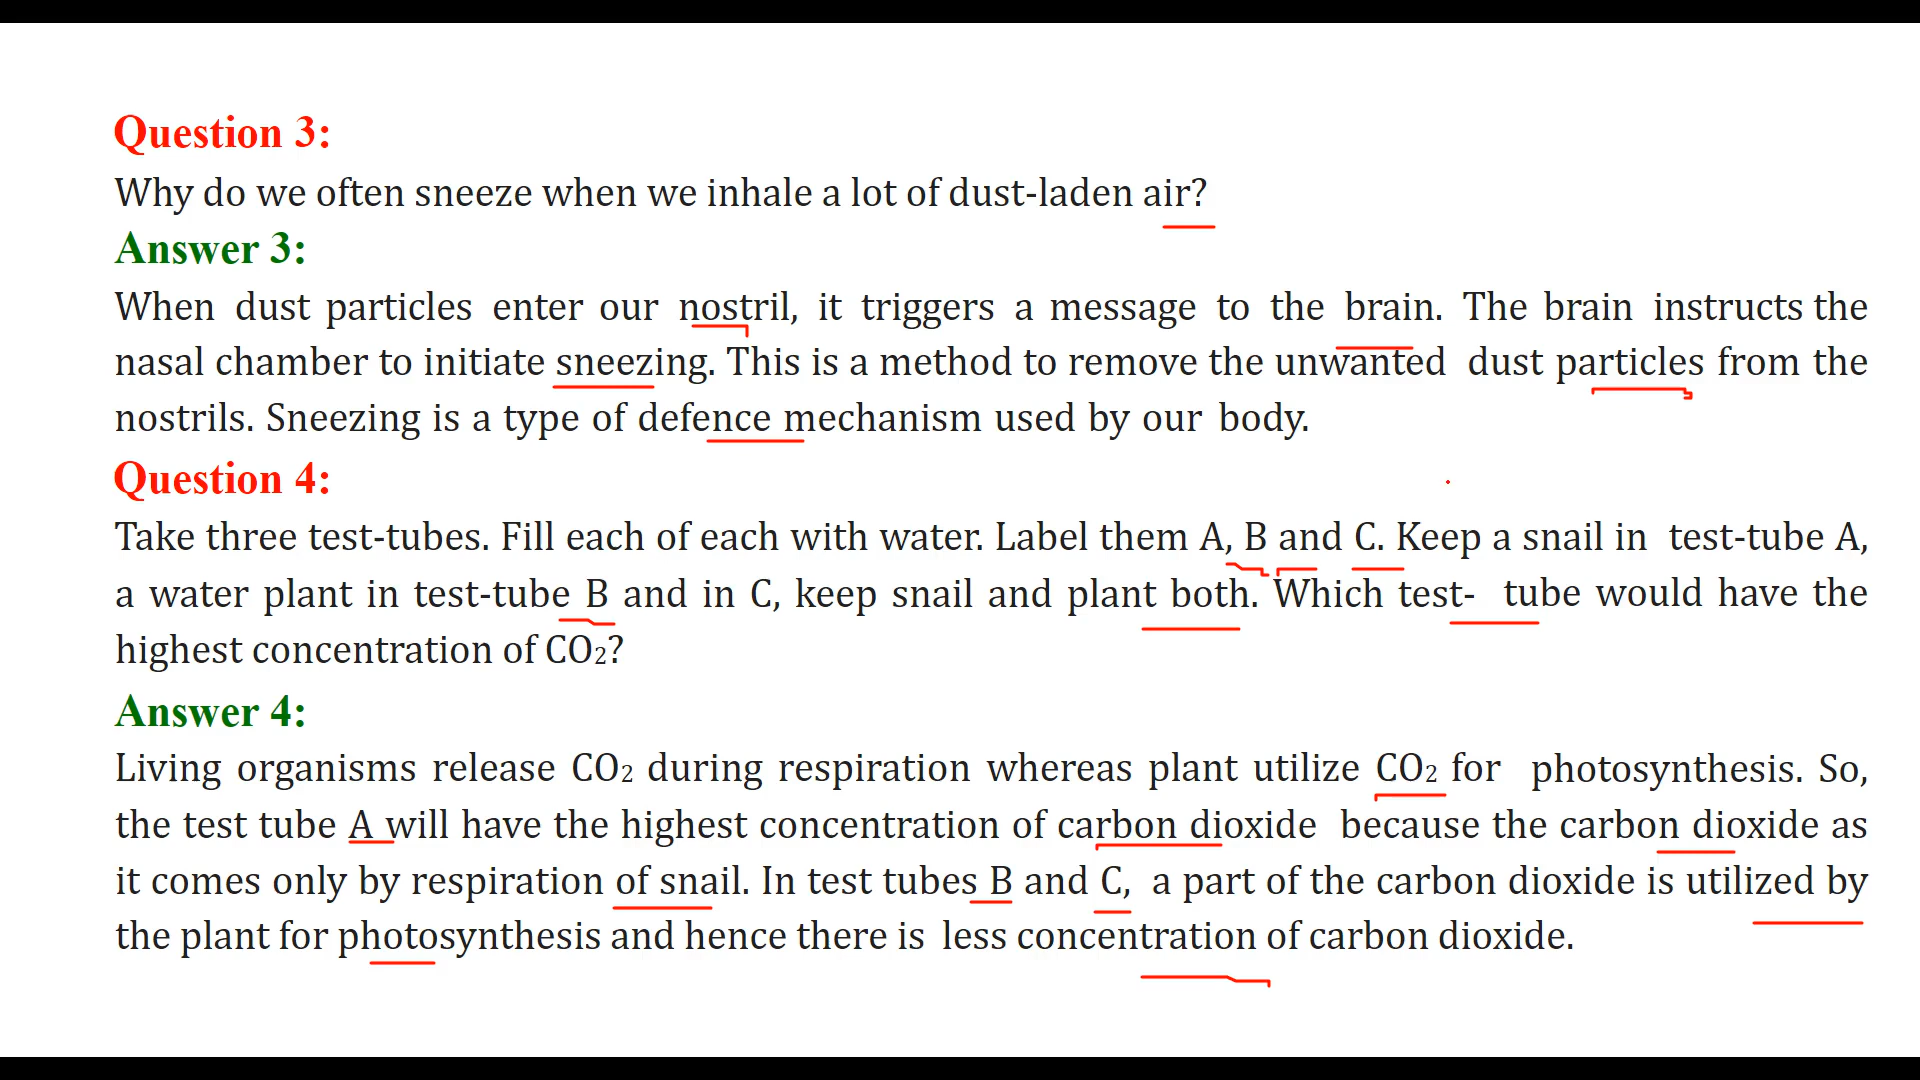 Question 3:
Why do we often sneeze when we inhale a lot of dust-laden air?
Answer 3:
When dust particles enter our nostril, it triggers a message to the brain. The brain instructs the
nasal chamber to initiate sneezing. This is a method to remove the unwanted dust particles from the
nostrils. Sneezing is a type of defence mechanism used by our body.
Question 4:
Take three test-tubes. Fill each of each with water. Label them A, B and C. Keep a snail in test-tube A,
a water plant in test-tube B and in C, keep snail and plant both. Which test- tube would have the
highest concentration of CO₂?
Answer 4:
Living organisms release CO₂ during respiration whereas plant utilize CO₂ for photosynthesis. So,
the test tube A will have the highest concentration of carbon dioxide because the carbon dioxide as
it comes only by respiration of snail. In test tubes B and C, a part of the carbon dioxide is utilized by
the plant for photosynthesis and hence there is less concentration of carbon dioxide.